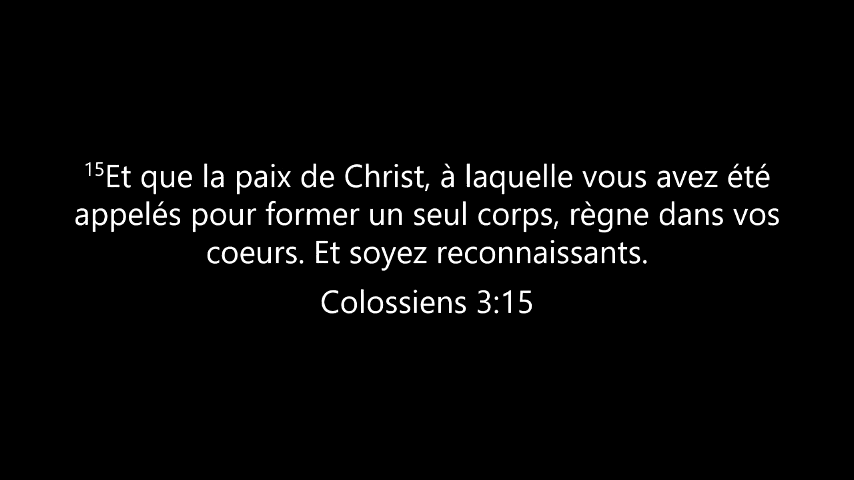 15Et que la paix de Christ, à laquelle vous avez été
appelés pour former un seul corps, règne dans vos
coeurs. Et soyez reconnaissants.
Colossiens 3:15